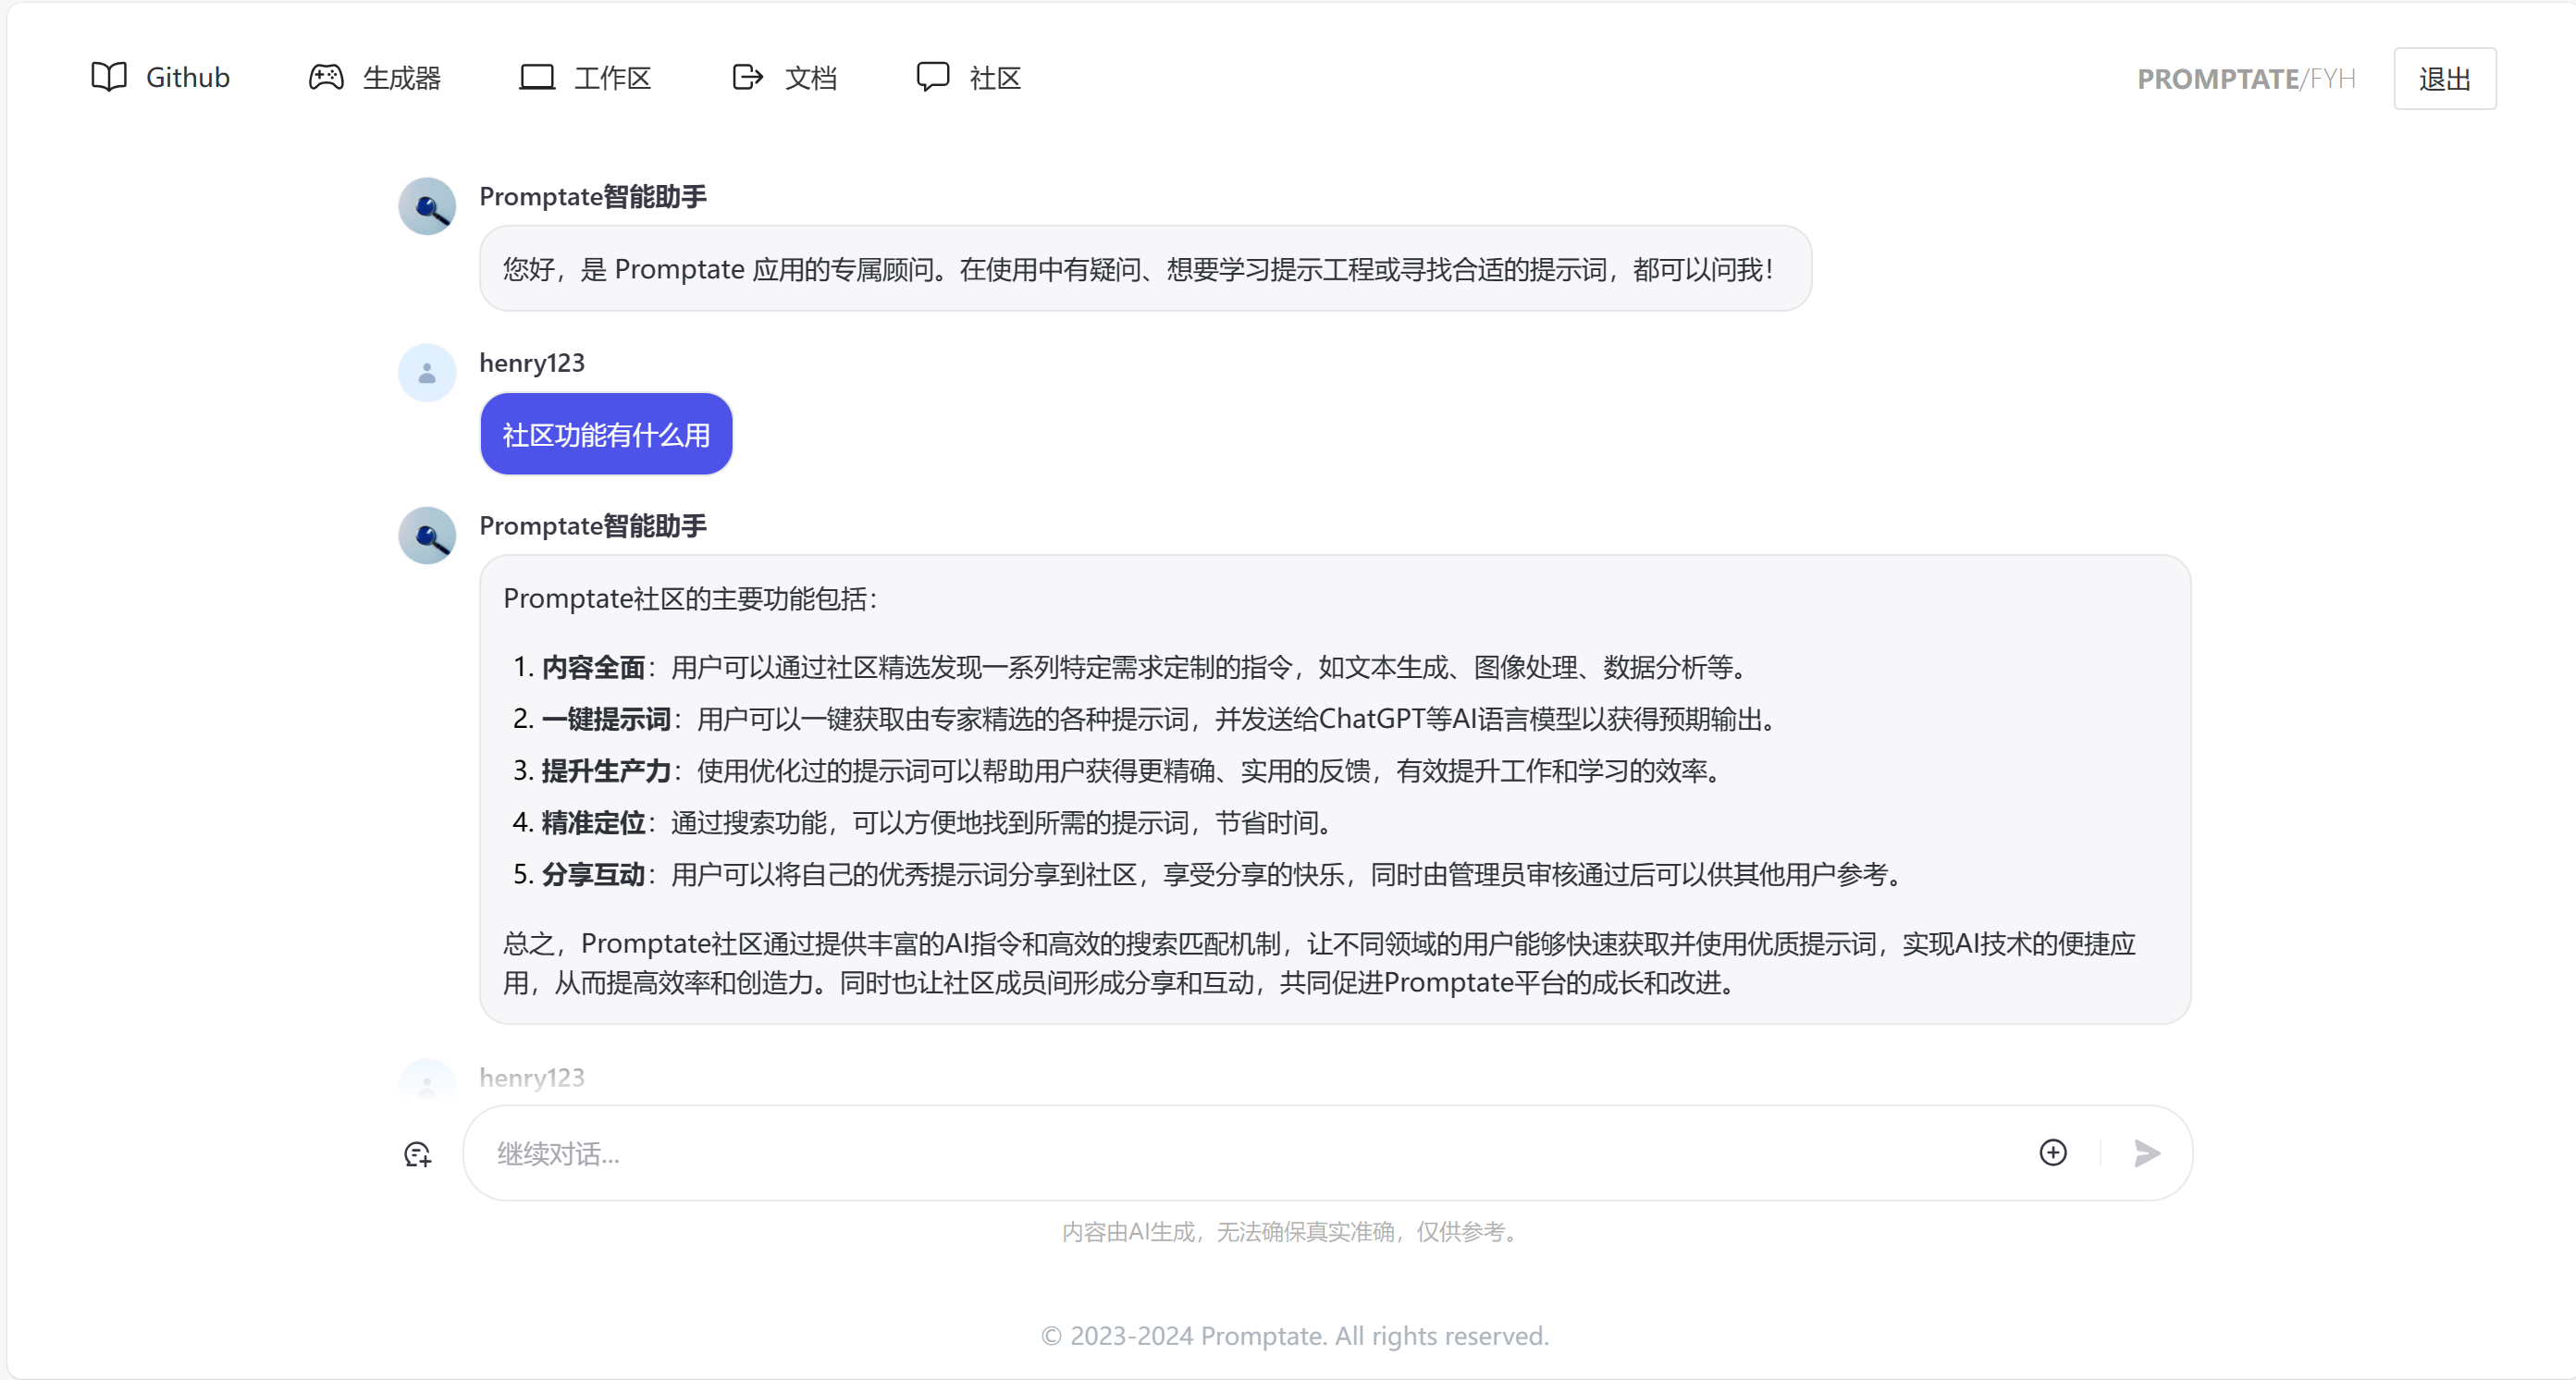 Github 生成器 工作区 文档 社区 PROMPTATE/FYH 退出
Promptate智能助手
您好，是 Promptate 应用的专属顾问。在使用中有疑问、想要学习提示工程或寻找合适的提示词，都可以问我！
henry123
社区功能有什么用
Promptate智能助手
Promptate社区的主要功能包括：
1. 内容全面：用户可以通过社区精选发现一系列特定需求定制的指令，如文本生成、图像处理、数据分析等。
2. 一键提示词：用户可以一键获取由专家精选的各种提示词，并发送给ChatGPT等AI语言模型以获得预期输出。
3. 提升生产力：使用优化过的提示词可以帮助用户获得更精确、实用的反馈，有效提升工作和学习的效率。
4. 精准定位：通过搜索功能，可以方便地找到所需的提示词，节省时间。
5. 分享互动：用户可以将自己的优秀提示词分享到社区，享受分享的快乐，同时由管理员审核通过后可以供其他用户参考。
总之，Promptate社区通过提供丰富的AI指令和高效的搜索匹配机制，让不同领域的用户能够快速获取并使用优质提示词，实现AI技术的便捷应
用，从而提高效率和创造力。同时也让社区成员间形成分享和互动，共同促进Promptate平台的成长和改进。
henry123
继续对话...
内容由AI生成，无法确保真实准确，仅供参考。
© 2023-2024 Promptate. All rights reserved.